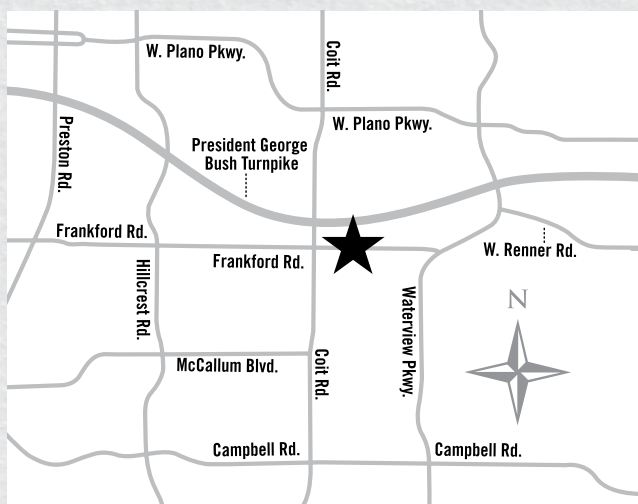 W. Plano Pkwy.
Coit Rd.
W. Plano Pkwy.
Preston Rd.
President George
Bush Turnpike
Frankford Rd.
Frankford Rd.
W. Renner Rd.
Hillcrest Rd.
Waterview Pkwy.
N
McCallum Blvd.
Coit Rd.
Campbell Rd.
Campbell Rd.